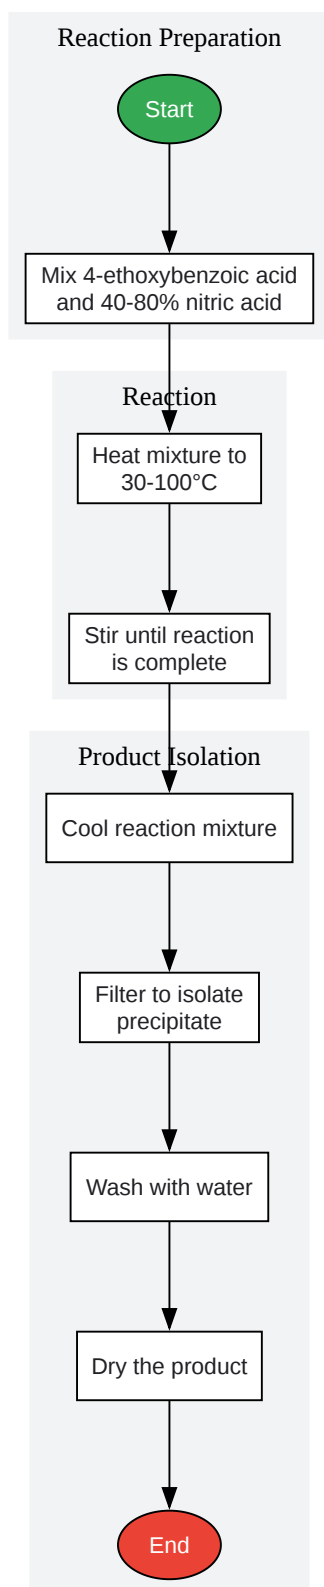 Reaction Preparation
Start
Mix 4-ethoxybenzoic acid
and 40-80% nitric acid
Reaction
Heat mixture to
30-100°C
Stir until reaction
is complete
Product Isolation
Cool reaction mixture
Filter to isolate
precipitate
Wash with water
Dry the product
End